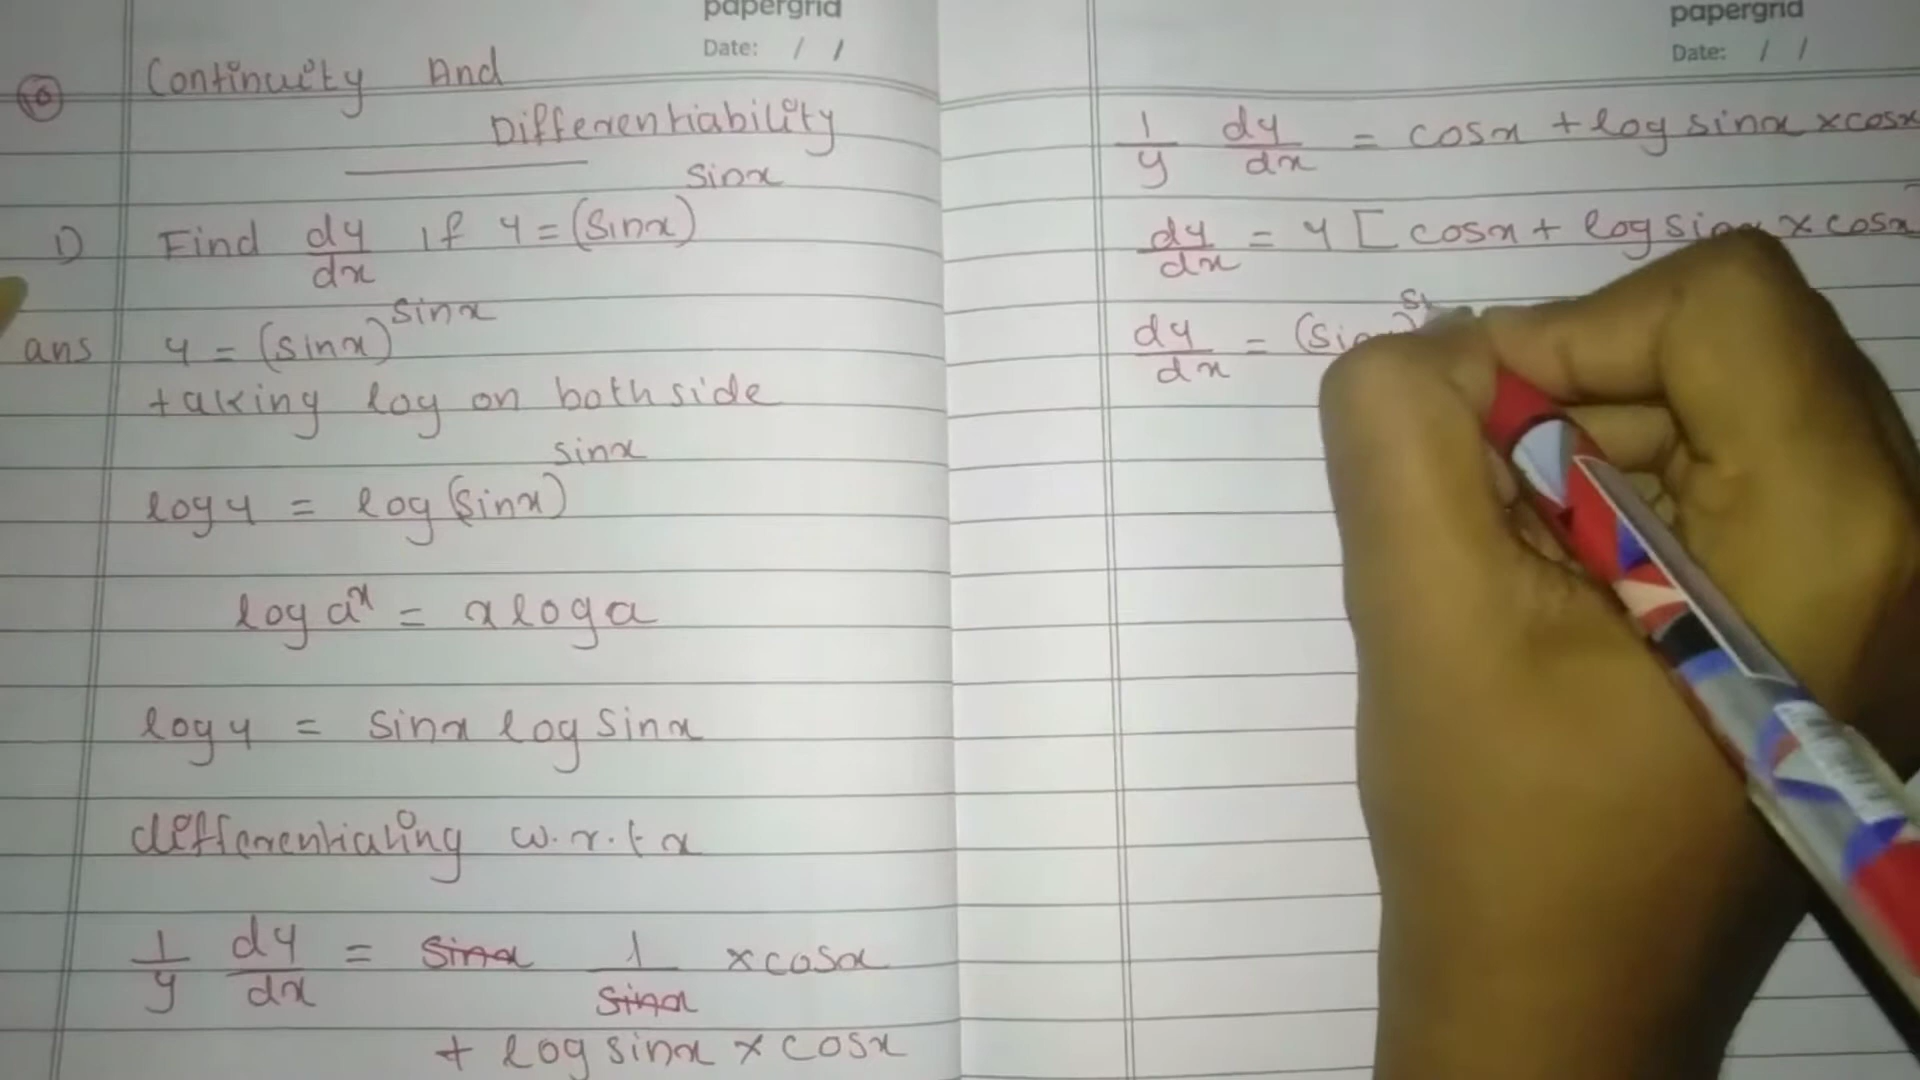 papergrid
Date: / /
Continuity And
Differentiability
1) Find dy/dx if y = (sinx)^sinx
ans y = (sinx)^sinx
taking log on both side
log y = log (sinx)^sinx
log a^x = x log a
log y = sinx log sinx
differentiating w.r.t x
1/y dy/dx = sinx 1/sinx × cosx
+ log sinx × cosx
papergrid
Date: / /
1/y dy/dx = cosx + log sinx × cosx
dy/dx = y [ cosx + log sinx × cosx
dy/dx =